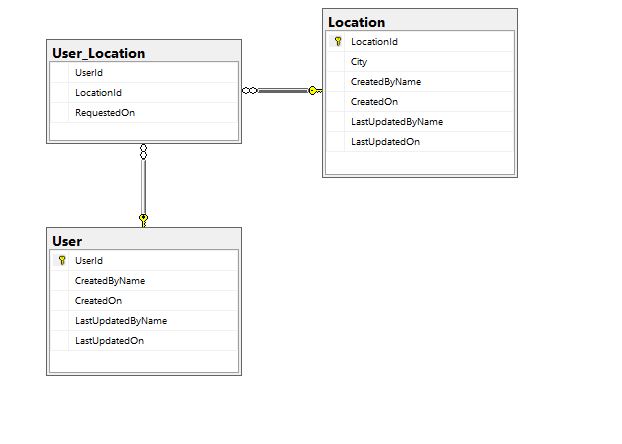 User_Location
UserId
LocationId
RequestedOn
Location
LocationId
City
CreatedByName
CreatedOn
LastUpdatedByName
LastUpdatedOn
User
UserId
CreatedByName
CreatedOn
LastUpdatedByName
LastUpdatedOn